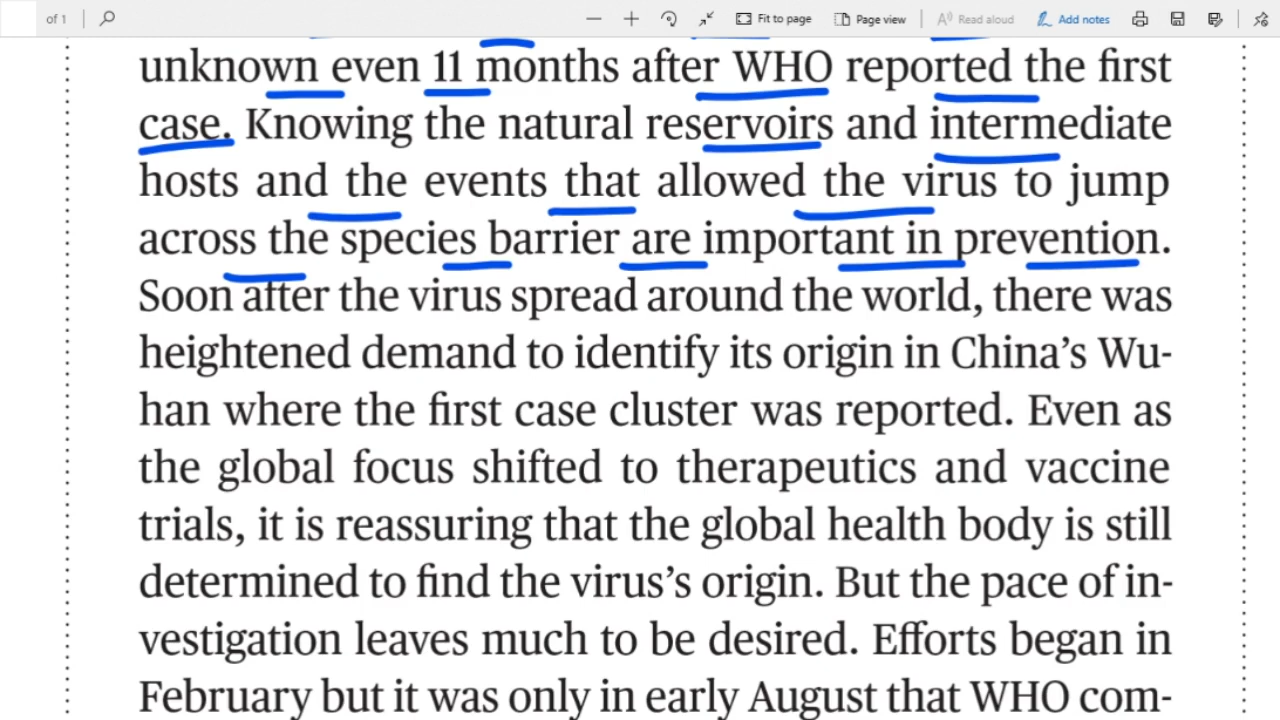 of 1 Fit to page Page view Read aloud Add notes
unknown even 11 months after WHO reported the first
case. Knowing the natural reservoirs and intermediate
hosts and the events that allowed the virus to jump
across the species barrier are important in prevention.
Soon after the virus spread around the world, there was
heightened demand to identify its origin in China’s Wu-
han where the first case cluster was reported. Even as
the global focus shifted to therapeutics and vaccine
trials, it is reassuring that the global health body is still
determined to find the virus’s origin. But the pace of in-
vestigation leaves much to be desired. Efforts began in
February but it was only in early August that WHO com-